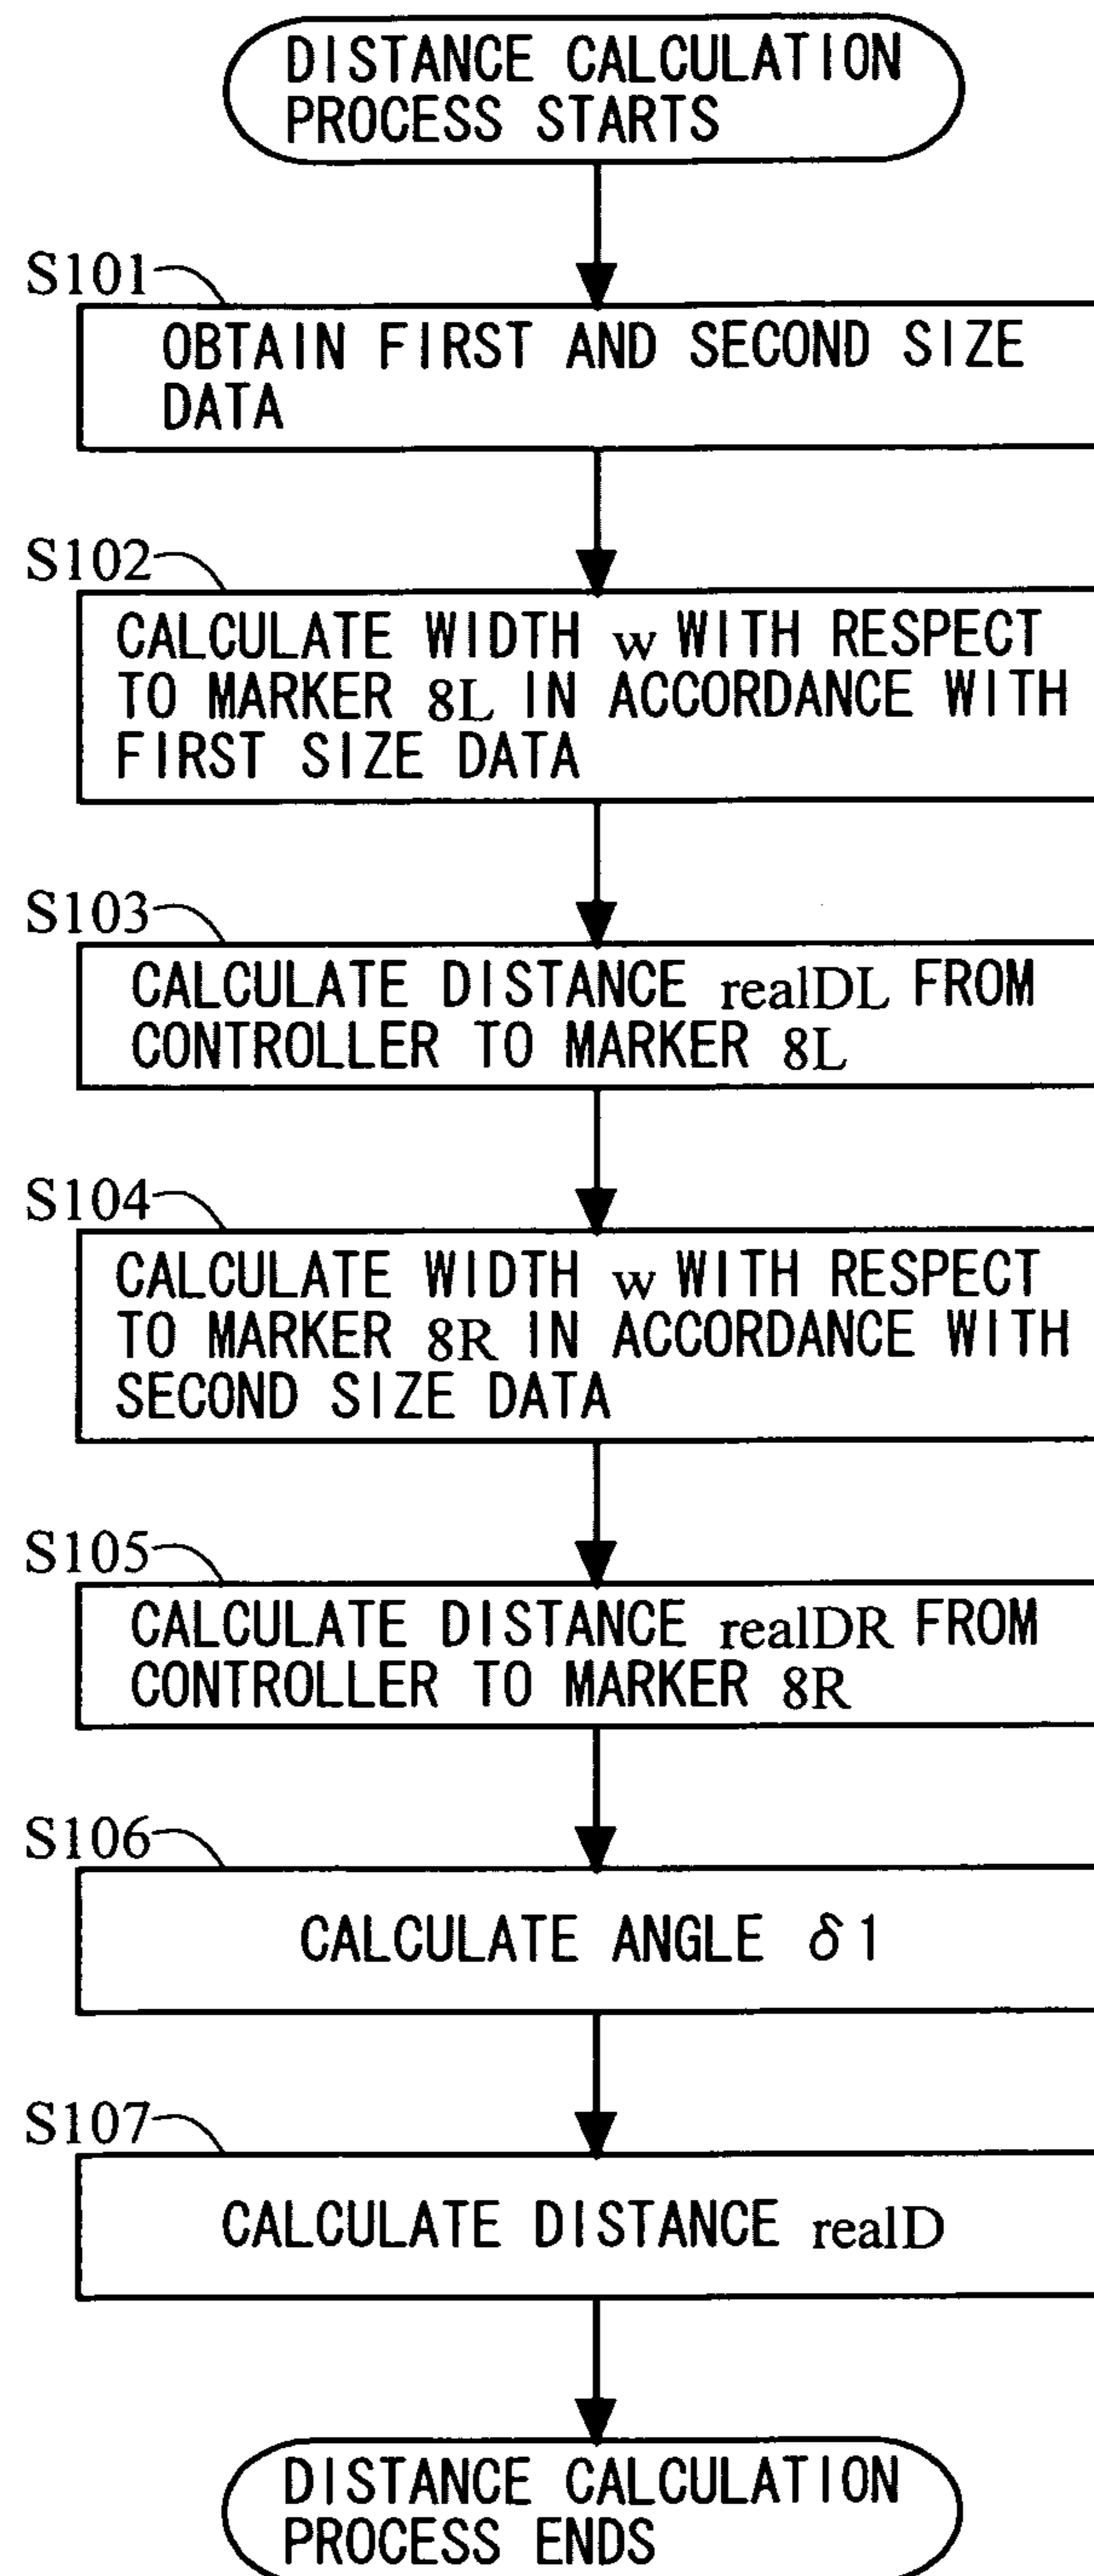 DISTANCE CALCULATION
PROCESS STARTS
S101
OBTAIN FIRST AND SECOND SIZE
DATA
S102
CALCULATE WIDTH w WITH RESPECT
TO MARKER 8L IN ACCORDANCE WITH
FIRST SIZE DATA
S103
CALCULATE DISTANCE realDL FROM
CONTROLLER TO MARKER 8L
S104
CALCULATE WIDTH w WITH RESPECT
TO MARKER 8R IN ACCORDANCE WITH
SECOND SIZE DATA
S105
CALCULATE DISTANCE realDR FROM
CONTROLLER TO MARKER 8R
S106
CALCULATE ANGLE δ1
S107
CALCULATE DISTANCE realD
DISTANCE CALCULATION
PROCESS ENDS